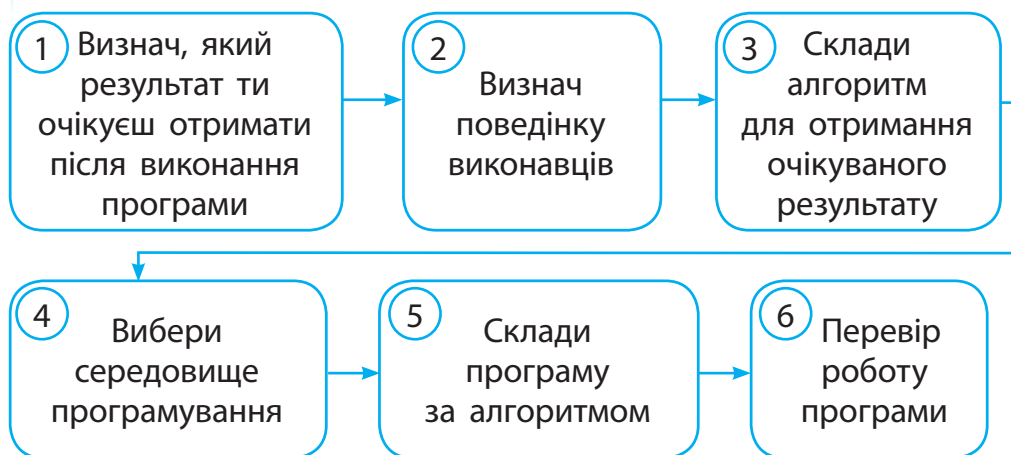 1
Визнач, який
результат ти
очікуєш отримати
після виконання
програми
2
Визнач
поведінку
виконавців
3
Склади
алгоритм
для отримання
очікуваного
результату
4
Вибери
середовище
програмування
5
Склади
програму
за алгоритмом
6
Перевір
роботу
програми